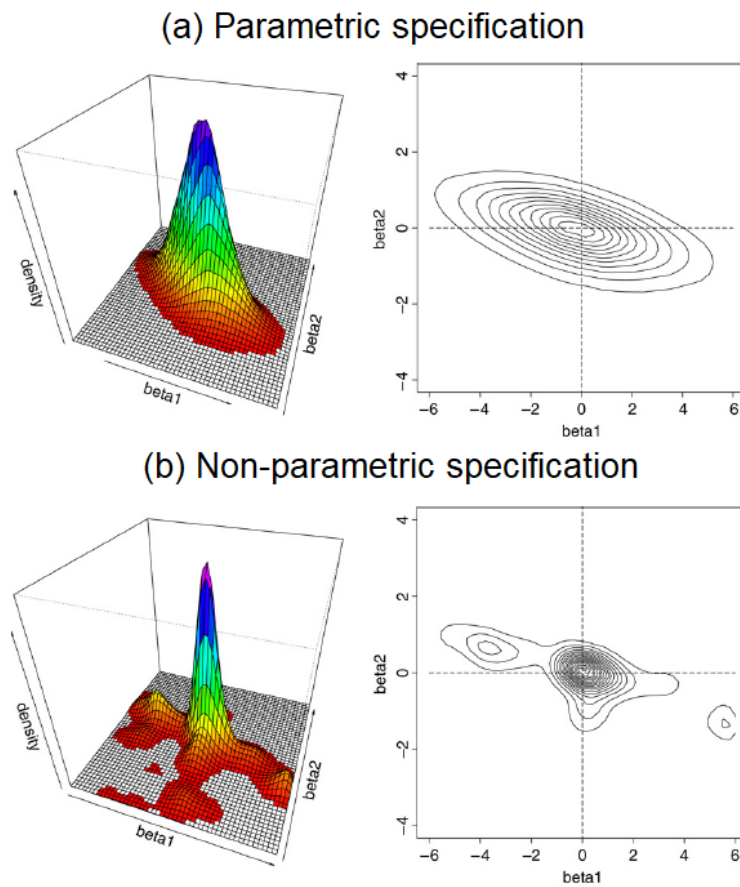 (a) Parametric specification
density
beta1
beta2
beta2
4
2
0
−2
−4
−6
−4
−2
0
2
4
6
beta1
(b) Non-parametric specification
density
beta1
beta2
beta2
4
2
0
−2
−4
−6
−4
−2
0
2
4
6
beta1